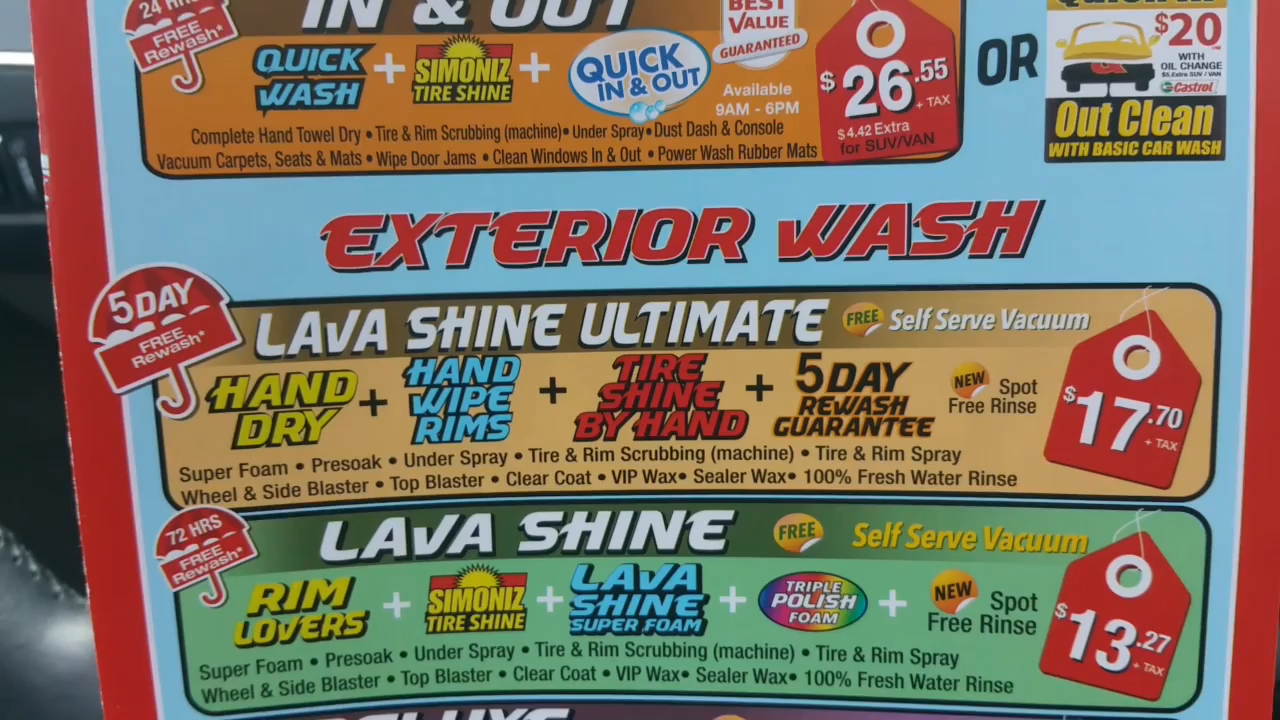 24 HRS
FREE
Rewash*
IN & OUT
QUICK WASH + SIMONIZ TIRE SHINE + QUICK IN & OUT
BEST
VALUE
GUARANTEED
Available
9AM - 6PM
$26.55
+ TAX
$4.42 Extra
for SUV/VAN
Complete Hand Towel Dry • Tire & Rim Scrubbing (machine) • Under Spray • Dust Dash & Console
Vacuum Carpets, Seats & Mats • Wipe Door Jams • Clean Windows In & Out • Power Wash Rubber Mats
OR
$20
WITH
OIL CHANGE
$5 Extra SUV / VAN
Castrol
Out Clean
WITH BASIC CAR WASH
EXTERIOR WASH
5 DAY
FREE
Rewash*
LAVA SHINE ULTIMATE FREE Self Serve Vacuum
HAND DRY + HAND WIPE RIMS + TIRE SHINE BY HAND + 5 DAY REWASH GUARANTEE
NEW Spot
Free Rinse
$17.70
+ TAX
Super Foam • Presoak • Under Spray • Tire & Rim Scrubbing (machine) • Tire & Rim Spray
Wheel & Side Blaster • Top Blaster • Clear Coat • VIP Wax • Sealer Wax • 100% Fresh Water Rinse
72 HRS
FREE
Rewash*
LAVA SHINE FREE Self Serve Vacuum
RIM LOVERS + SIMONIZ TIRE SHINE + LAVA SHINE SUPER FOAM + TRIPLE POLISH FOAM +
NEW Spot
Free Rinse
$13.27
+ TAX
Super Foam • Presoak • Under Spray • Tire & Rim Scrubbing (machine) • Tire & Rim Spray
Wheel & Side Blaster • Top Blaster • Clear Coat • VIP Wax • Sealer Wax • 100% Fresh Water Rinse